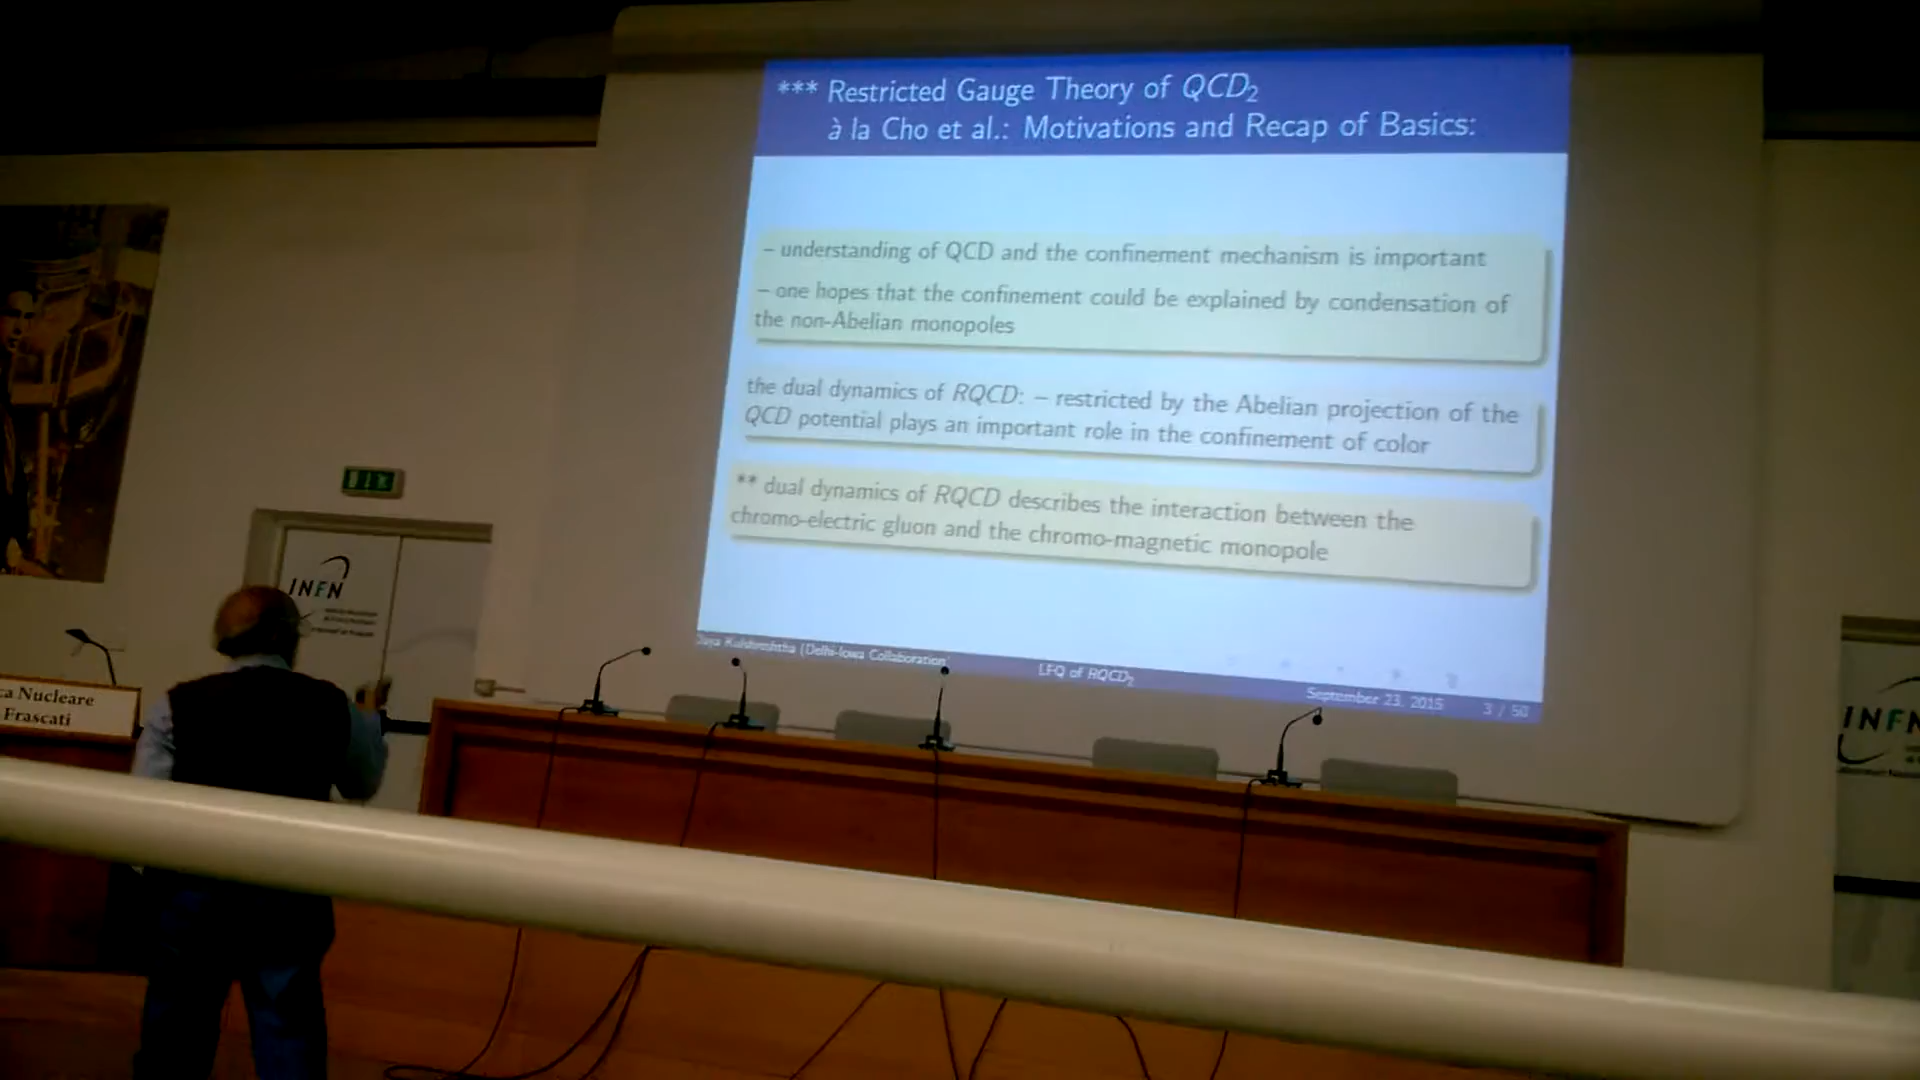 *** Restricted Gauge Theory of QCD₂
à la Cho et al.: Motivations and Recap of Basics:
– understanding of QCD and the confinement mechanism is important
– one hopes that the confinement could be explained by condensation of
the non-Abelian monopoles
the dual dynamics of RQCD: – restricted by the Abelian projection of the
QCD potential plays an important role in the confinement of color
** dual dynamics of RQCD describes the interaction between the
chromo-electric gluon and the chromo-magnetic monopole
Daya Kulshreshtha (Delhi-Iowa Collaboration)
LFQ of RQCD₂
September 23, 2015
3 / 50
INFN
ca Nucleare
Frascati
INFN